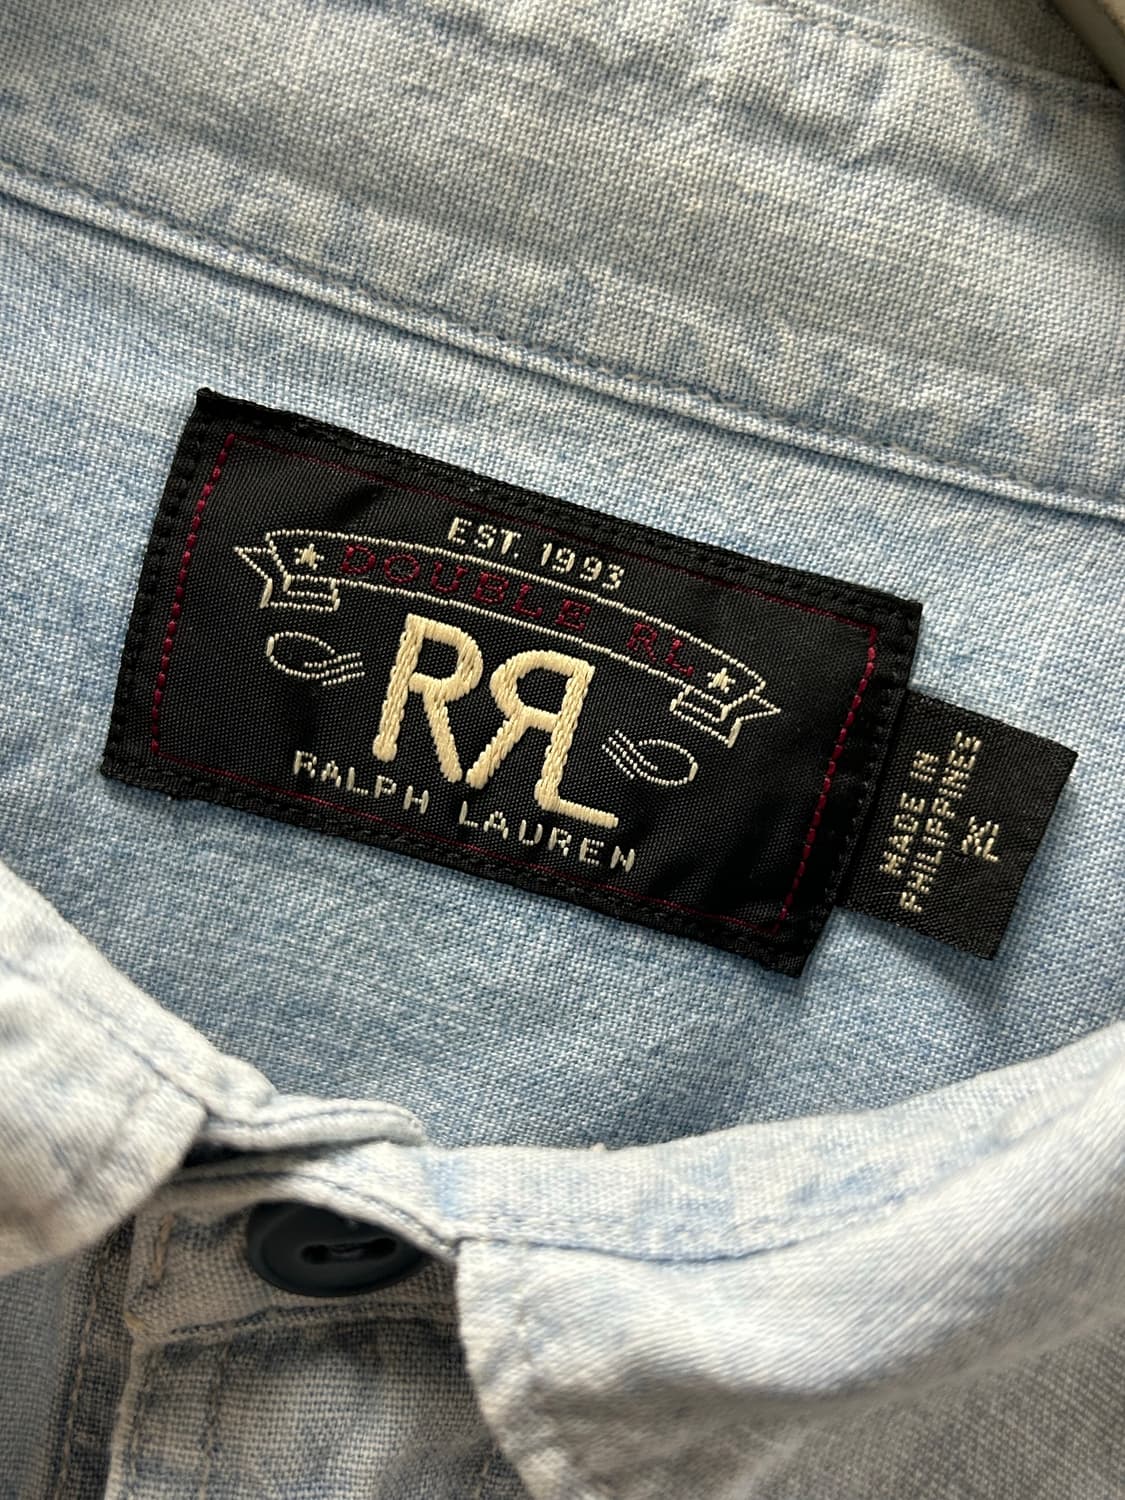 EST. 1993
DOUBLE RL
RRL
RALPH LAUREN
MADE IN
PHILIPPINES
XL